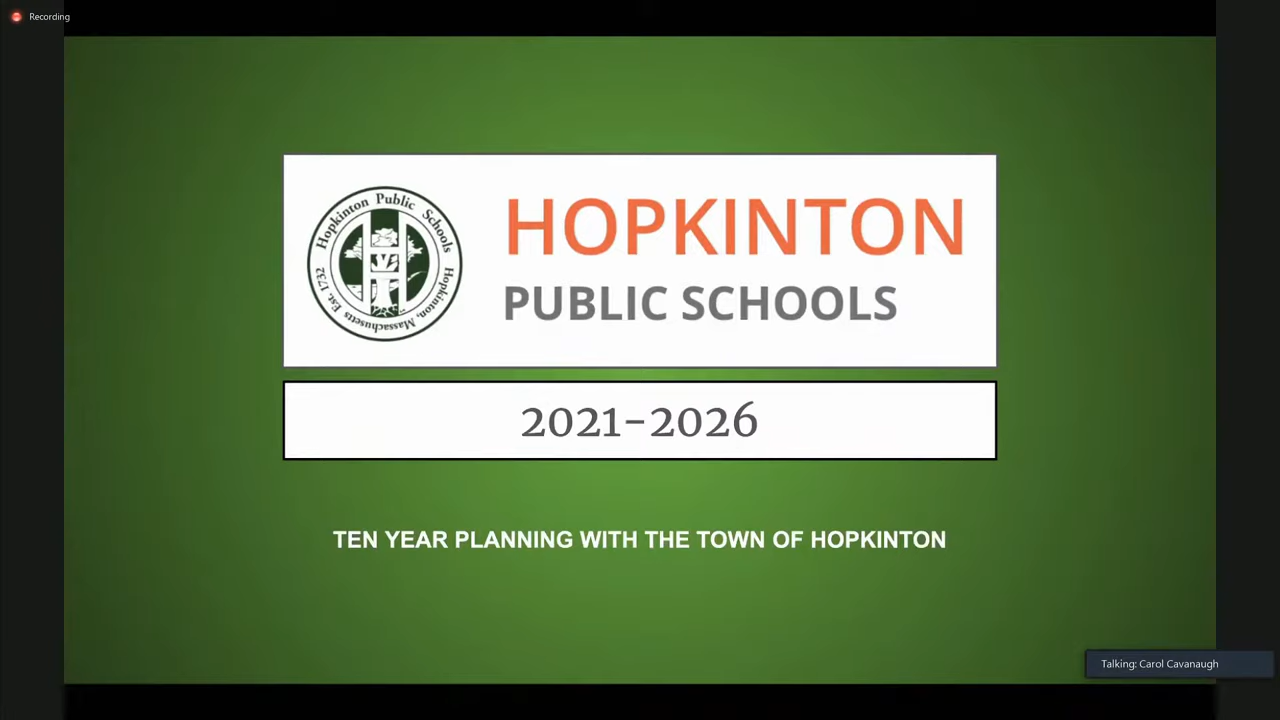 Recording
Hopkinton Public Schools
Hopkinton, Massachusetts Est. 1732
H
HOPKINTON
PUBLIC SCHOOLS
2021-2026
TEN YEAR PLANNING WITH THE TOWN OF HOPKINTON
Talking: Carol Cavanaugh